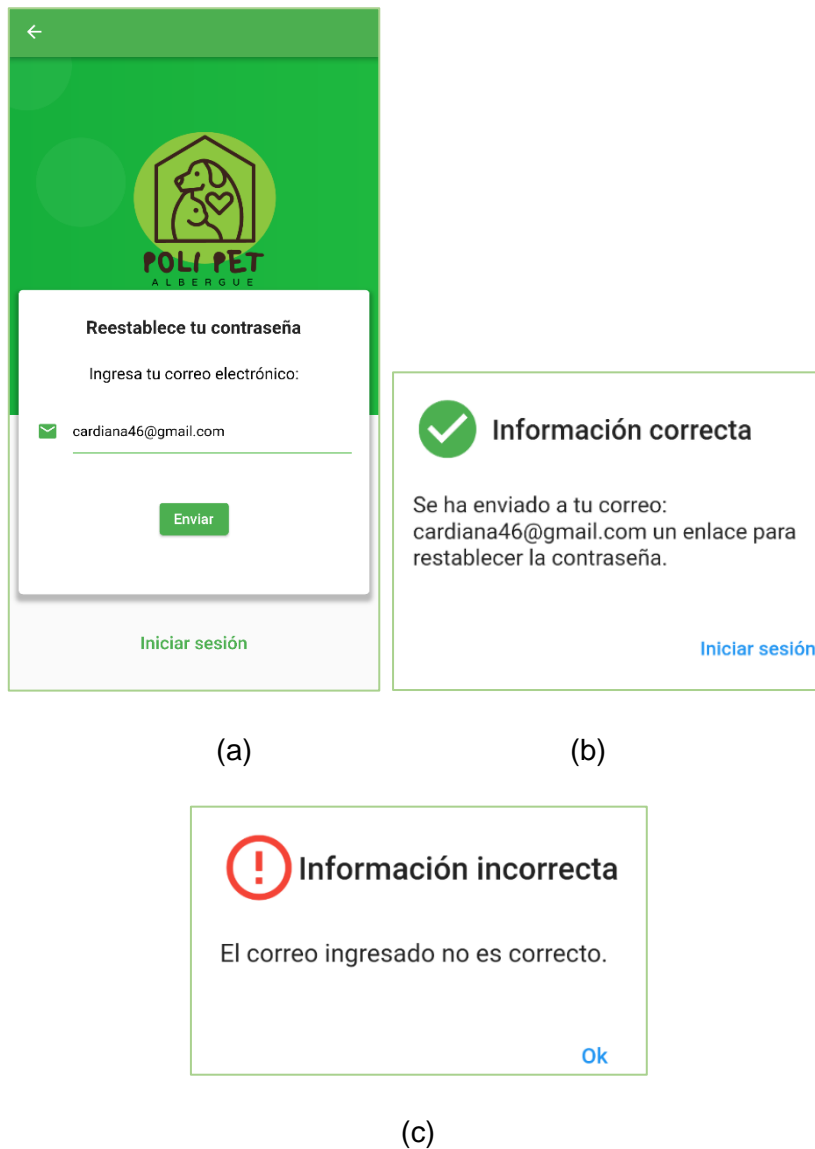 POLI PET
ALBERGUE
Reestablece tu contraseña
Ingresa tu correo electrónico:
cardiana46@gmail.com
Enviar
Iniciar sesión
Información correcta
Se ha enviado a tu correo:
cardiana46@gmail.com un enlace para
restablecer la contraseña.
Iniciar sesión
(a)
(b)
Información incorrecta
El correo ingresado no es correcto.
Ok
(c)